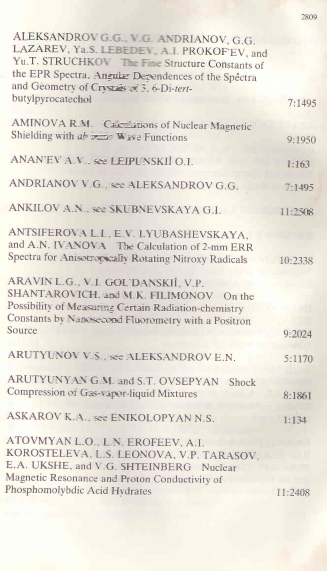 2809
ALEKSANDROV G.G., V.G. ANDRIANOV, G.G.
LAZAREV, Ya.S. LEBEDEV, A.I. PROKOF'EV, and
Yu.T. STRUCHKOV The Fine Structure Constants of
the EPR Spectra, Angular Dependences of the Spectra
and Geometry of Crystals of 3, 6-Di-tert-
butylpyrocatechol 7:1495
AMINOVA R.M. Calculations of Nuclear Magnetic
Shielding with ab initio Wave Functions 9:1950
ANAN'EV A.V., see LEIPUNSKIĬ O.I. 1:163
ANDRIANOV V.G., see ALEKSANDROV G.G. 7:1495
ANKILOV A.N., see SKUBNEVSKAYA G.I. 11:2508
ANTSIFEROVA L.I., E.V. LYUBASHEVSKAYA,
and A.N. IVANOVA The Calculation of 2-mm ERR
Spectra for Anisotropically Rotating Nitroxy Radicals 10:2338
ARAVIN L.G., V.I. GOL'DANSKIĬ, V.P.
SHANTAROVICH, and M.K. FILIMONOV On the
Possibility of Measuring Certain Radiation-chemistry
Constants by Nanosecond Fluorometry with a Positron
Source 9:2024
ARUTYUNOV V.S., see ALEKSANDROV E.N. 5:1170
ARUTYUNYAN G.M. and S.T. OVSEPYAN Shock
Compression of Gas-vapor-liquid Mixtures 8:1861
ASKAROV K.A., see ENIKOLOPYAN N.S. 1:134
ATOVMYAN L.O., L.N. EROFEEV, A.I.
KOROSTELEVA, L.S. LEONOVA, V.P. TARASOV,
E.A. UKSHE, and V.G. SHTEINBERG Nuclear
Magnetic Resonance and Proton Conductivity of
Phosphomolybdic Acid Hydrates 11:2408